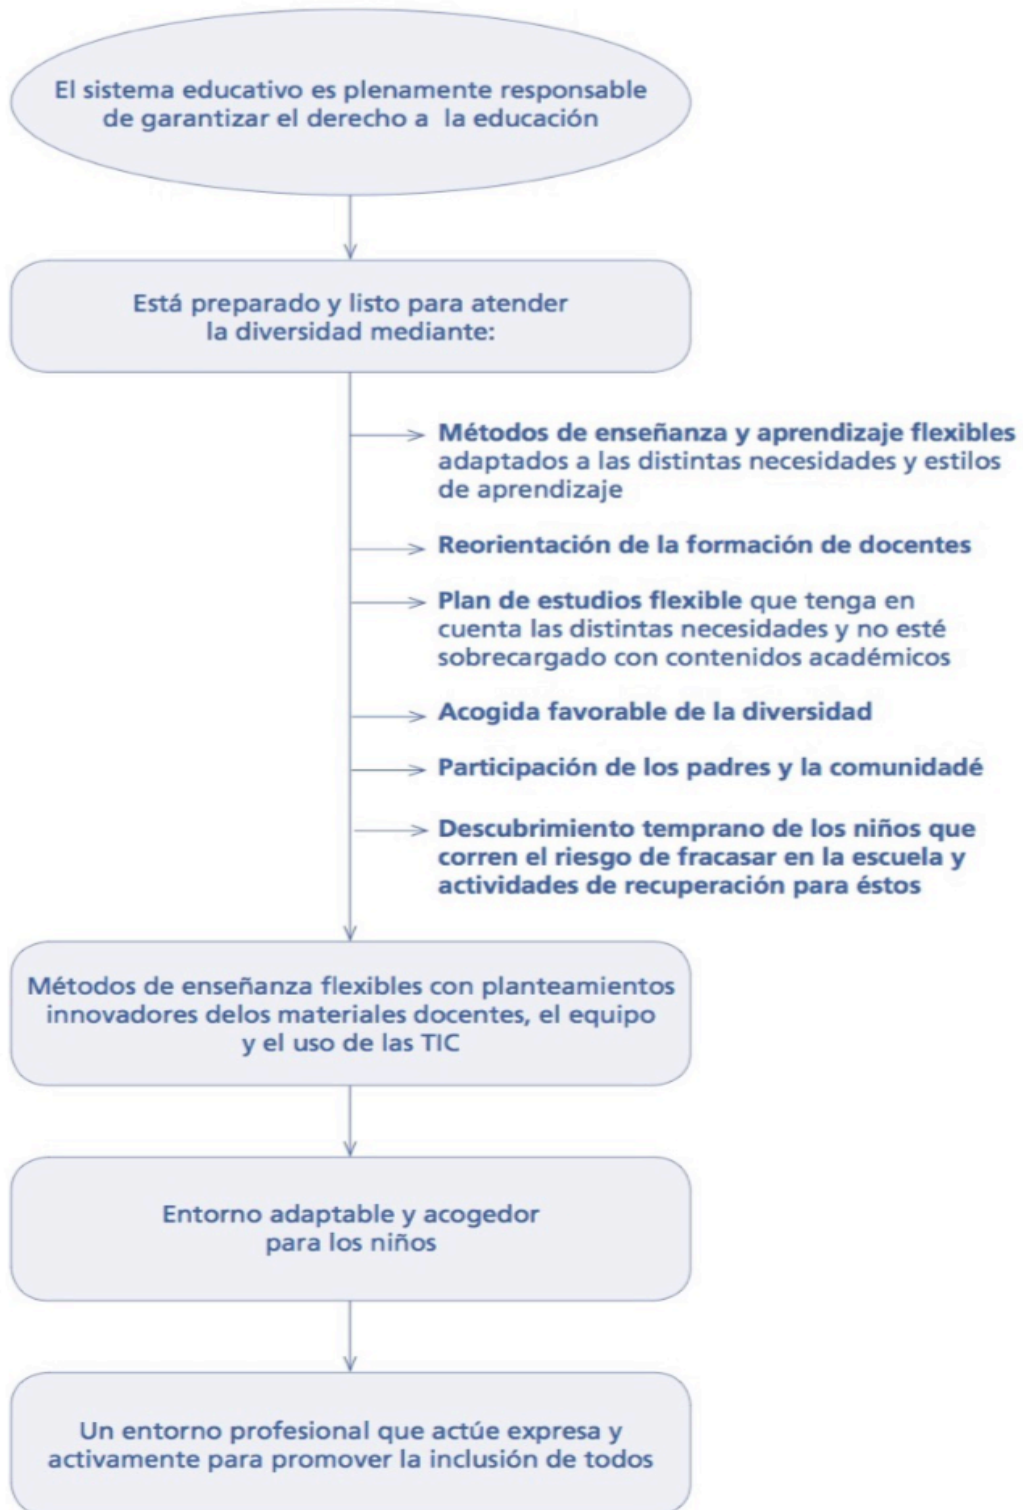 El sistema educativo es plenamente responsable
de garantizar el derecho a la educación
Está preparado y listo para atender
la diversidad mediante:
Métodos de enseñanza y aprendizaje flexibles
adaptados a las distintas necesidades y estilos
de aprendizaje
Reorientación de la formación de docentes
Plan de estudios flexible que tenga en
cuenta las distintas necesidades y no esté
sobrecargado con contenidos académicos
Acogida favorable de la diversidad
Participación de los padres y la comunidadé
Descubrimiento temprano de los niños que
corren el riesgo de fracasar en la escuela y
actividades de recuperación para éstos
Métodos de enseñanza flexibles con planteamientos
innovadores delos materiales docentes, el equipo
y el uso de las TIC
Entorno adaptable y acogedor
para los niños
Un entorno profesional que actúe expresa y
activamente para promover la inclusión de todos